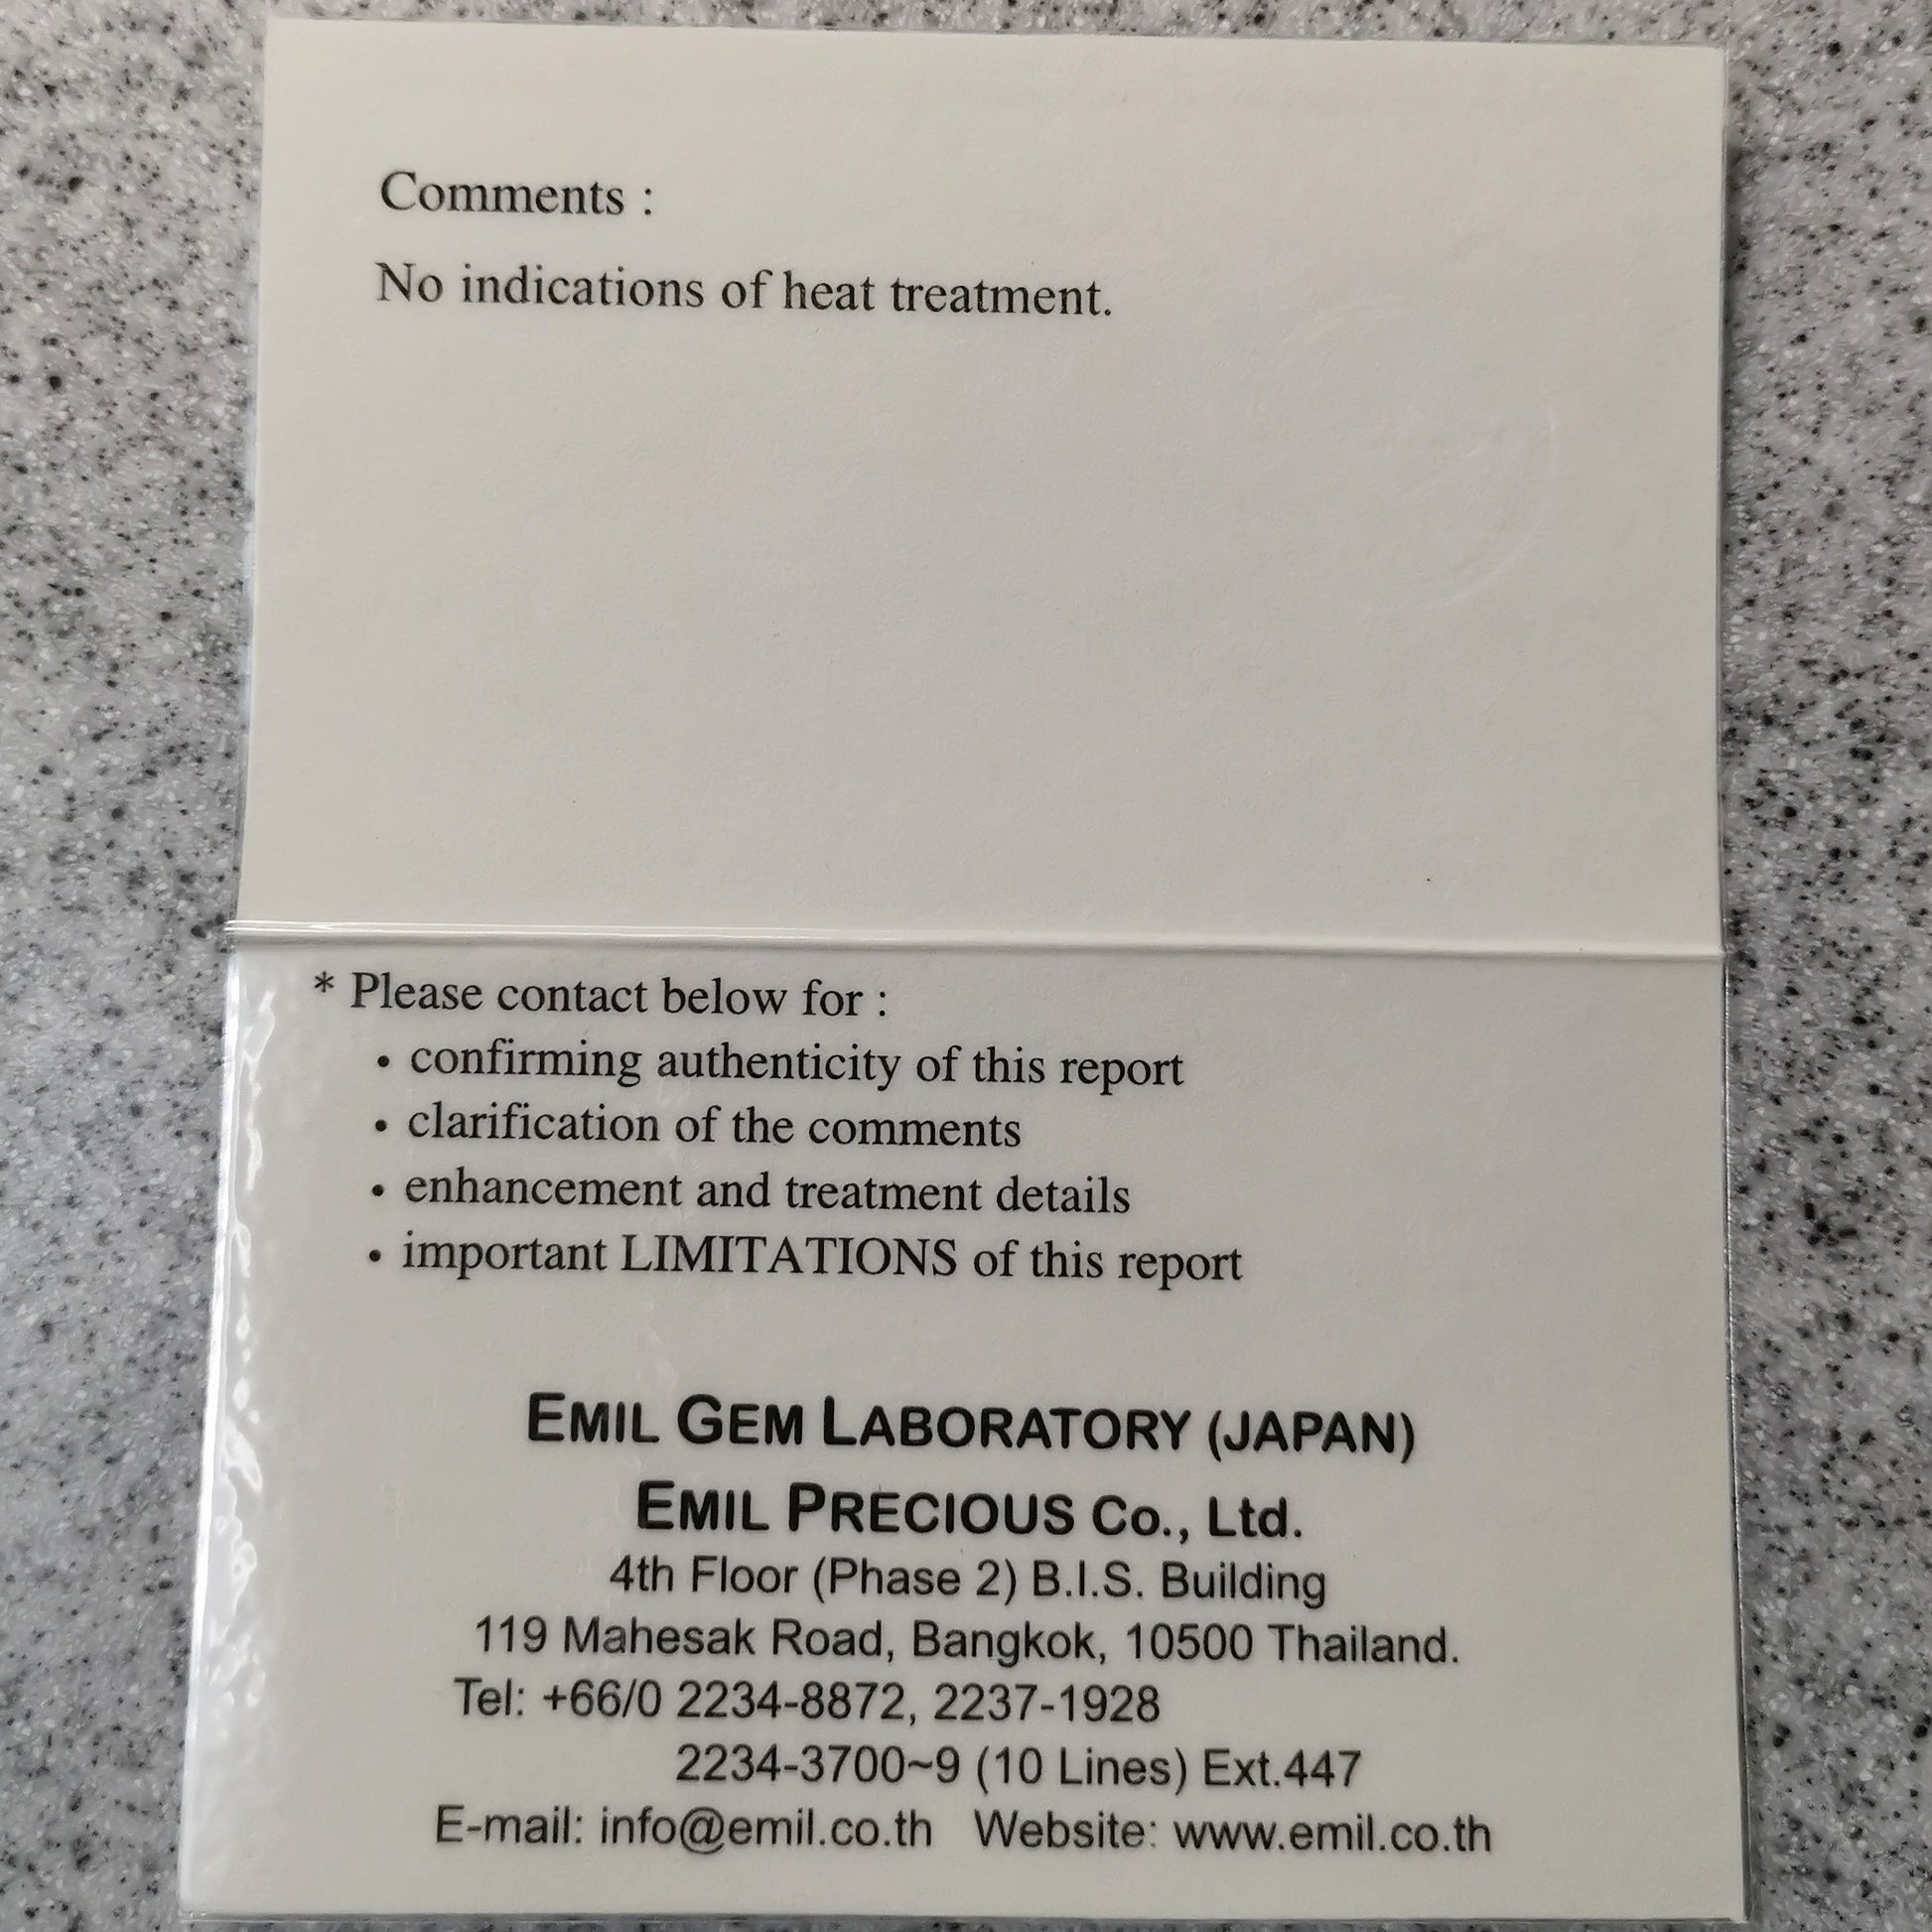 Comments :
No indications of heat treatment.
* Please contact below for :
• confirming authenticity of this report
• clarification of the comments
• enhancement and treatment details
• important LIMITATIONS of this report
EMIL GEM LABORATORY (JAPAN)
EMIL PRECIOUS Co., Ltd.
4th Floor (Phase 2) B.I.S. Building
119 Mahesak Road, Bangkok, 10500 Thailand.
Tel: +66/0 2234-8872, 2237-1928
2234-3700~9 (10 Lines) Ext.447
E-mail: info@emil.co.th Website: www.emil.co.th